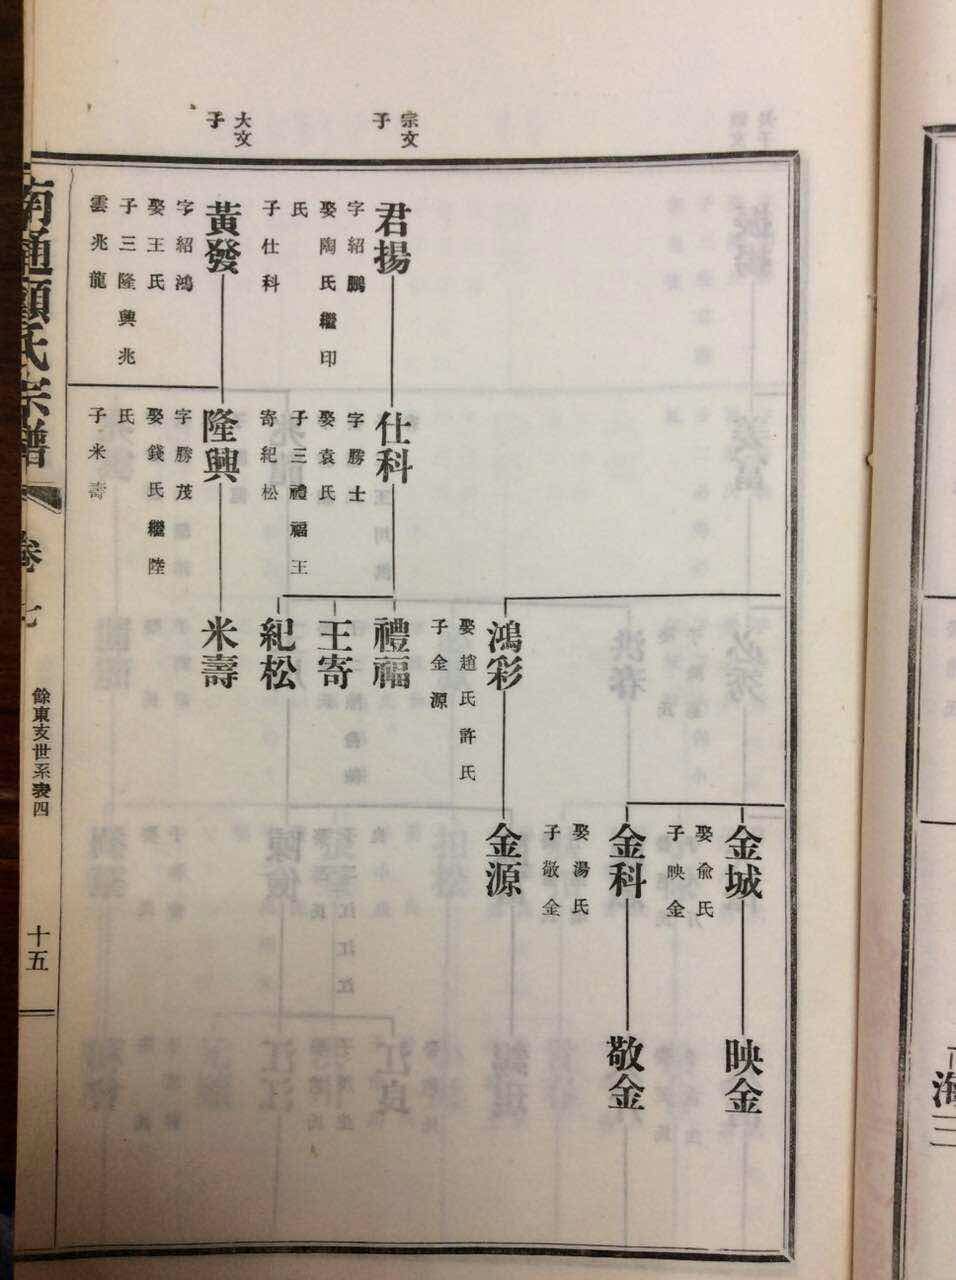 宗文
子
君揚
字紹鵬
娶陶氏繼印
氏
子仕科
大文
子
黃發
字紹鴻
娶王氏
子三隆興兆
雲兆龍
仕科
字勝士
娶袁氏
子三禮福王
寄紀松
隆興
字勝茂
娶錢氏繼陸
氏
子米壽
鴻彩
娶趙氏許氏
子金源
禮福
王寄
紀松
米壽
金城
娶俞氏
子映金
金科
娶湯氏
子敬金
金源
映金
敬金
南通顧氏宗譜
卷七
餘東支世系表四
十五
海
三